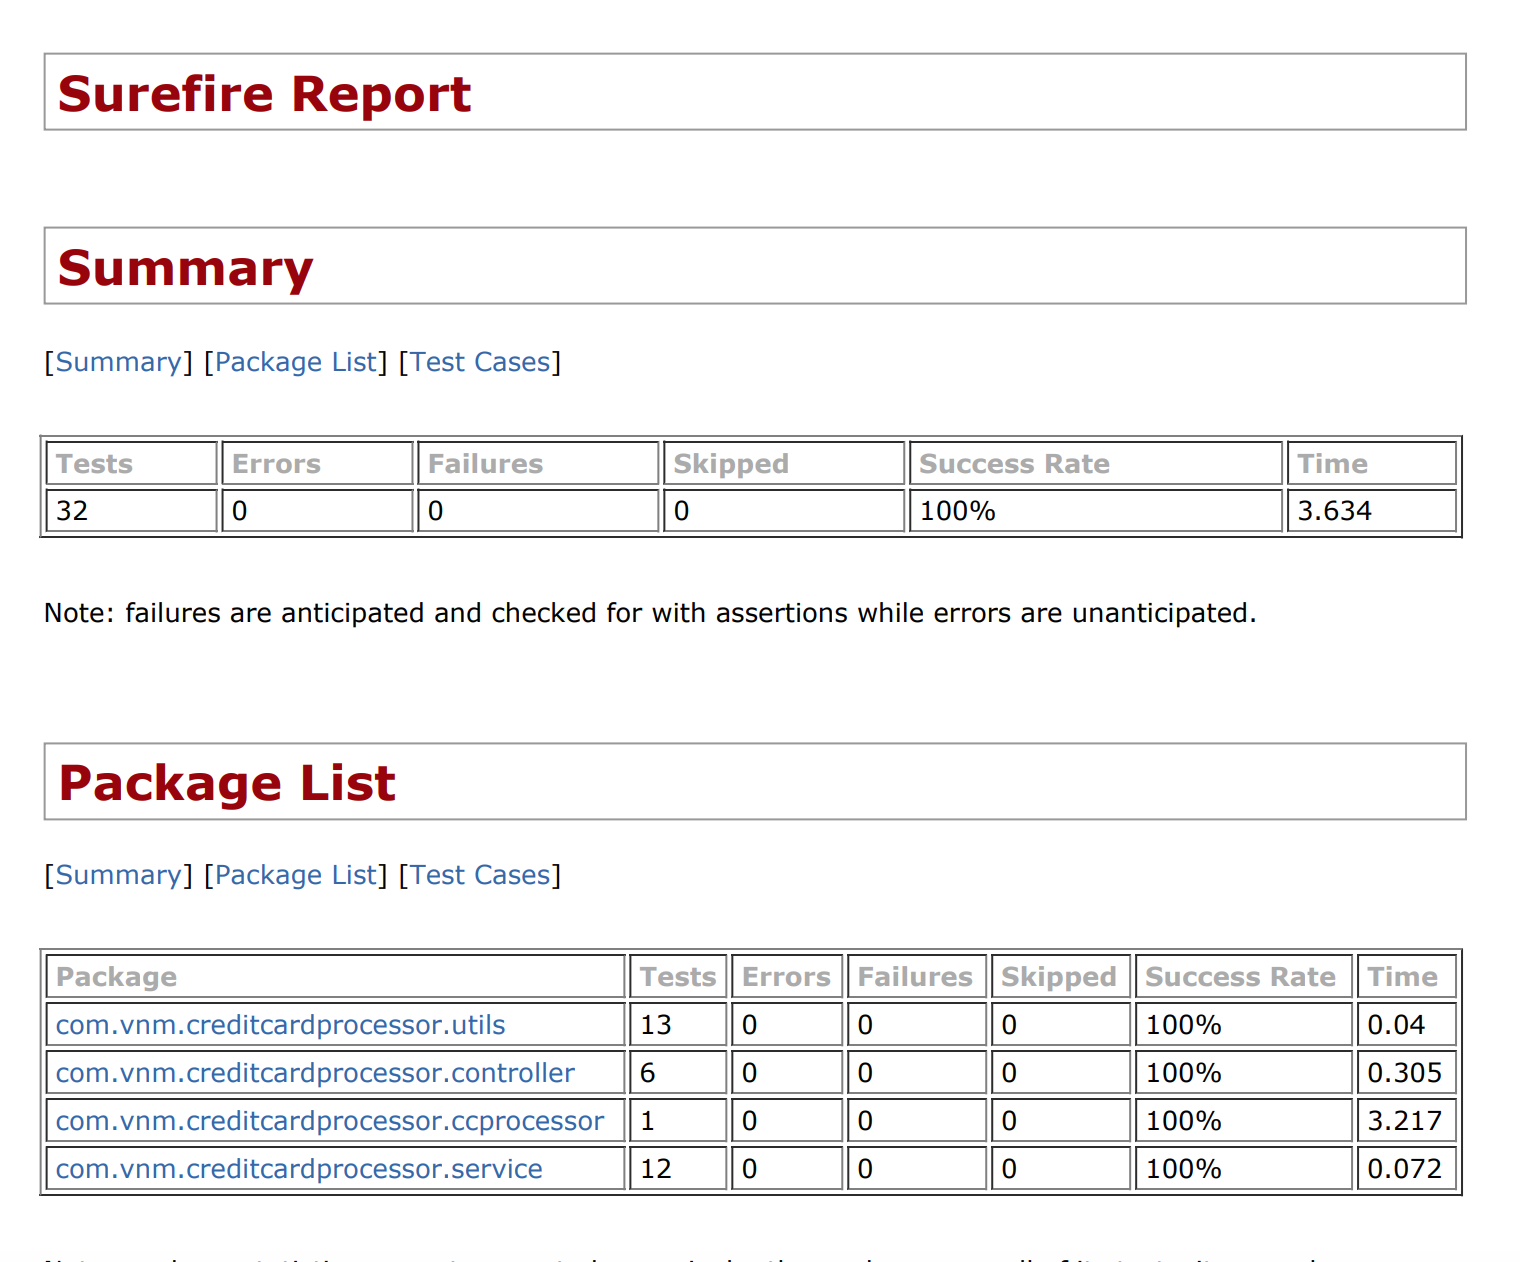 Surefire Report
Summary
[Summary] [Package List] [Test Cases]
Tests Errors Failures Skipped Success Rate Time
32 0 0 0 100% 3.634
Note: failures are anticipated and checked for with assertions while errors are unanticipated.
Package List
[Summary] [Package List] [Test Cases]
Package Tests Errors Failures Skipped Success Rate Time
com.vnm.creditcardprocessor.utils 13 0 0 0 100% 0.04
com.vnm.creditcardprocessor.controller 6 0 0 0 100% 0.305
com.vnm.creditcardprocessor.ccprocessor 1 0 0 0 100% 3.217
com.vnm.creditcardprocessor.service 12 0 0 0 100% 0.072